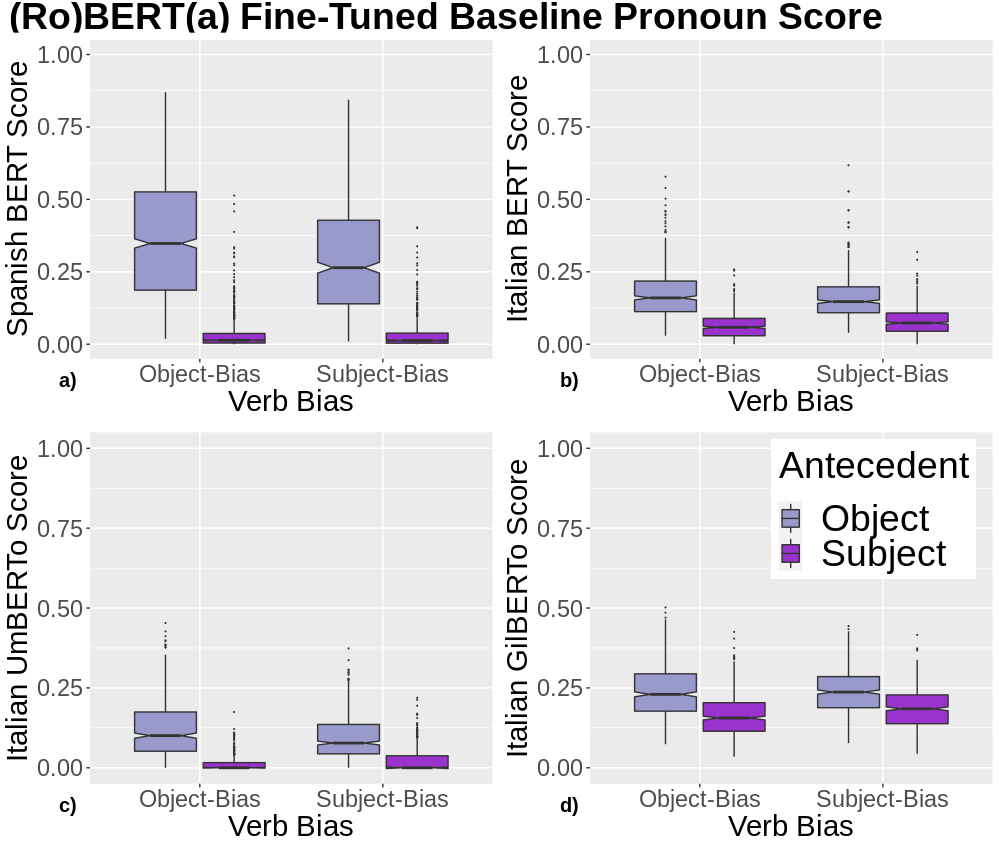 (Ro)BERT(a) Fine-Tuned Baseline Pronoun Score
Spanish BERT Score
1.00
0.75
0.50
0.25
0.00
Object-Bias Subject-Bias
a)
Verb Bias
Italian BERT Score
1.00
0.75
0.50
0.25
0.00
Object-Bias Subject-Bias
b)
Verb Bias
Italian UmBERTo Score
1.00
0.75
0.50
0.25
0.00
Object-Bias Subject-Bias
c)
Verb Bias
Italian GilBERTo Score
1.00
0.75
0.50
0.25
0.00
Antecedent
Object
Subject
Object-Bias Subject-Bias
d)
Verb Bias